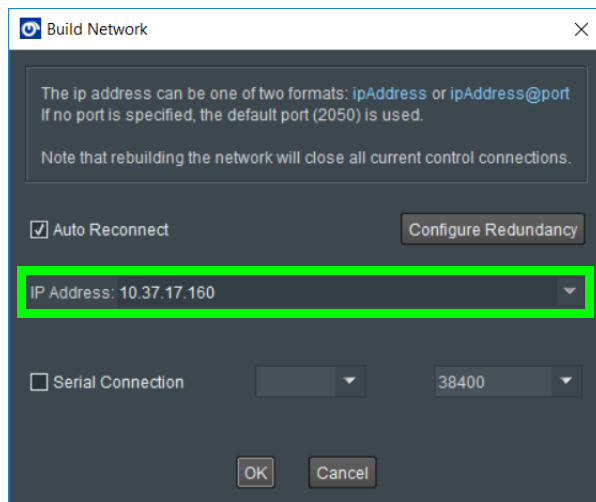 Build Network
The ip address can be one of two formats: ipAddress or ipAddress@port
If no port is specified, the default port (2050) is used.
Note that rebuilding the network will close all current control connections.
Auto Reconnect
Configure Redundancy
IP Address: 10.37.17.160
Serial Connection
38400
OK
Cancel